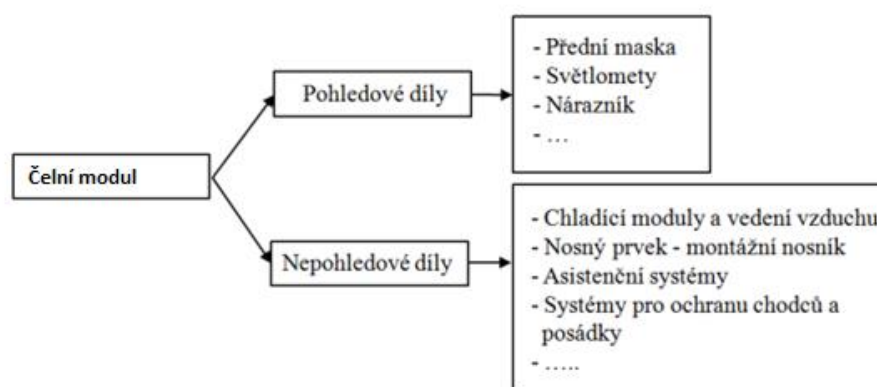 Čelní modul
Pohledové díly
- Přední maska
- Světlomety
- Nárazník
- ...
Nepohledové díly
- Chladící moduly a vedení vzduchu
- Nosný prvek - montážní nosník
- Asistenční systémy
- Systémy pro ochranu chodců a
posádky
- .....